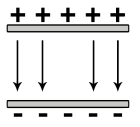 + + + + +
- - - - -